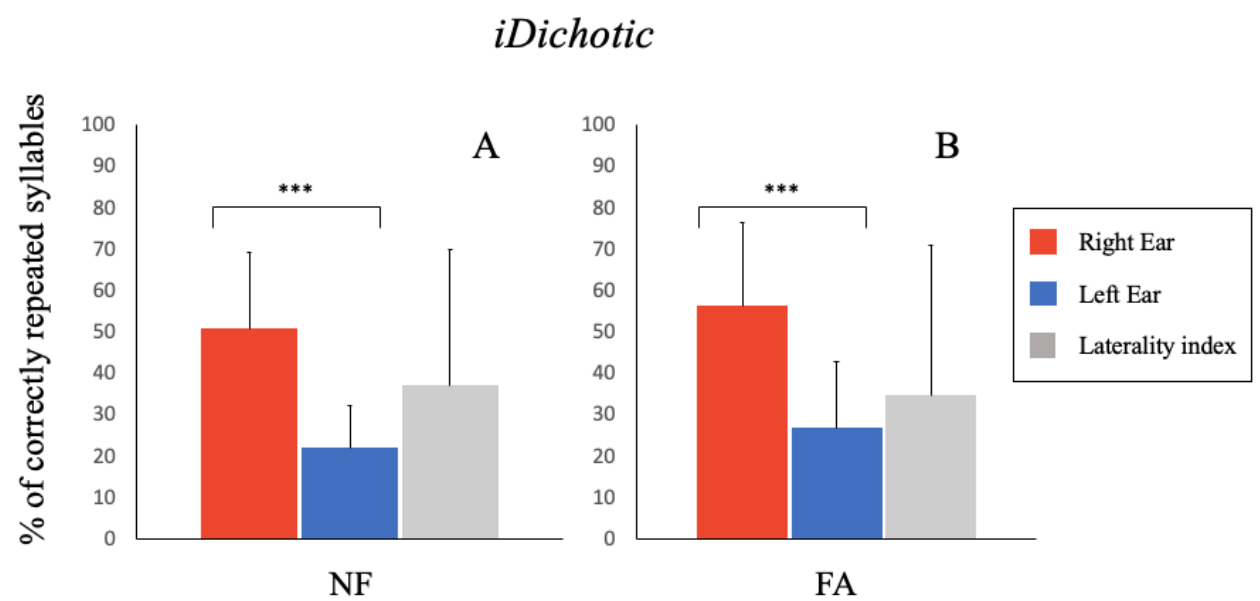 iDichotic
% of correctly repeated syllables
100
90
80
70
60
50
40
30
20
10
0
A
***
NF
100
90
80
70
60
50
40
30
20
10
0
B
***
FA
Right Ear
Left Ear
Laterality index